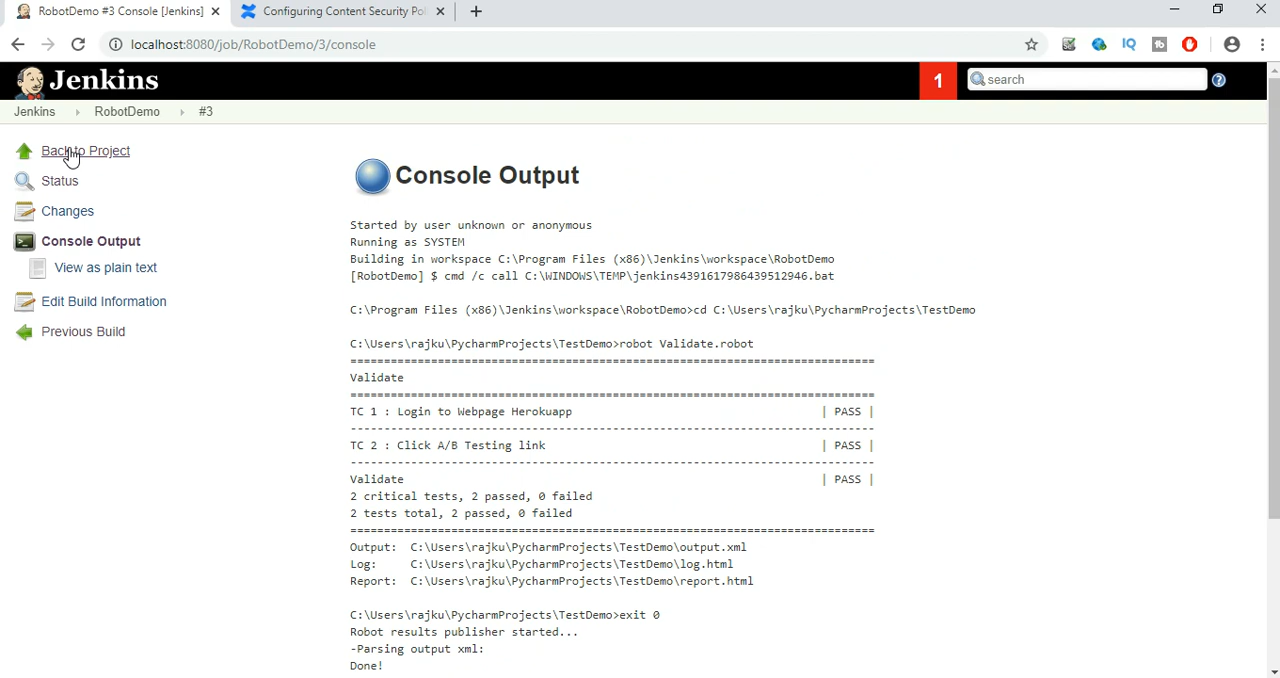 RobotDemo #3 Console [Jenkins]
Configuring Content Security Pol
localhost:8080/job/RobotDemo/3/console
IQ
Jenkins
1
search
?
Jenkins
RobotDemo
#3
Back to Project
Status
Changes
Console Output
View as plain text
Edit Build Information
Previous Build
Console Output
Started by user unknown or anonymous
Running as SYSTEM
Building in workspace C:\Program Files (x86)\Jenkins\workspace\RobotDemo
[RobotDemo] $ cmd /c call C:\WINDOWS\TEMP\jenkins4391617986439512946.bat
C:\Program Files (x86)\Jenkins\workspace\RobotDemo>cd C:\Users\rajku\PycharmProjects\TestDemo
C:\Users\rajku\PycharmProjects\TestDemo>robot Validate.robot
==============================================================================
Validate
==============================================================================
TC 1 : Login to Webpage Herokuapp | PASS |
------------------------------------------------------------------------------
TC 2 : Click A/B Testing link | PASS |
------------------------------------------------------------------------------
Validate | PASS |
2 critical tests, 2 passed, 0 failed
2 tests total, 2 passed, 0 failed
==============================================================================
Output: C:\Users\rajku\PycharmProjects\TestDemo\output.xml
Log: C:\Users\rajku\PycharmProjects\TestDemo\log.html
Report: C:\Users\rajku\PycharmProjects\TestDemo\report.html
C:\Users\rajku\PycharmProjects\TestDemo>exit 0
Robot results publisher started...
-Parsing output xml:
Done!